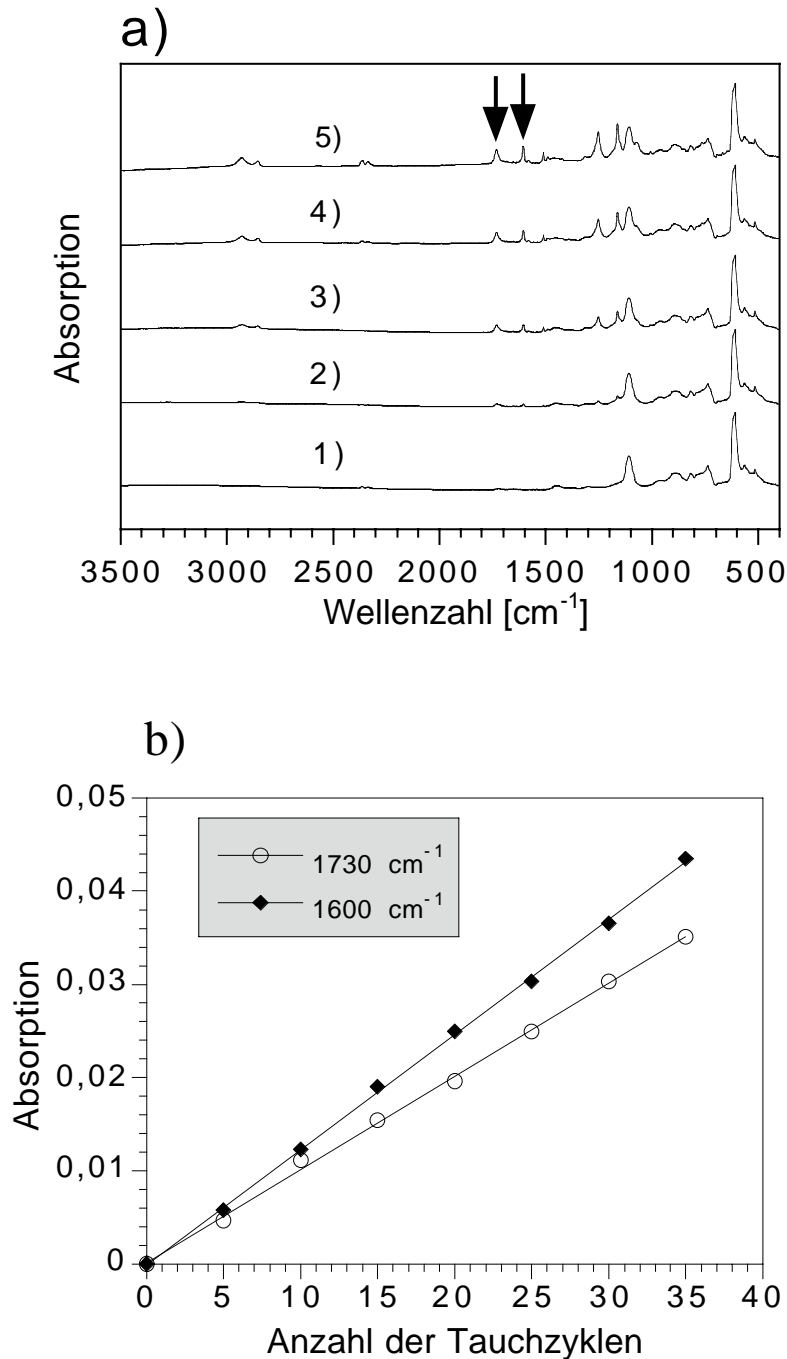 a)
5)
4)
3)
2)
1)
Absorption
3500 3000 2500 2000 1500 1000 500
Wellenzahl [cm⁻¹]
b)
0,05
0,04
0,03
0,02
0,01
0
1730 cm⁻¹
1600 cm⁻¹
Absorption
0 5 10 15 20 25 30 35 40
Anzahl der Tauchzyklen